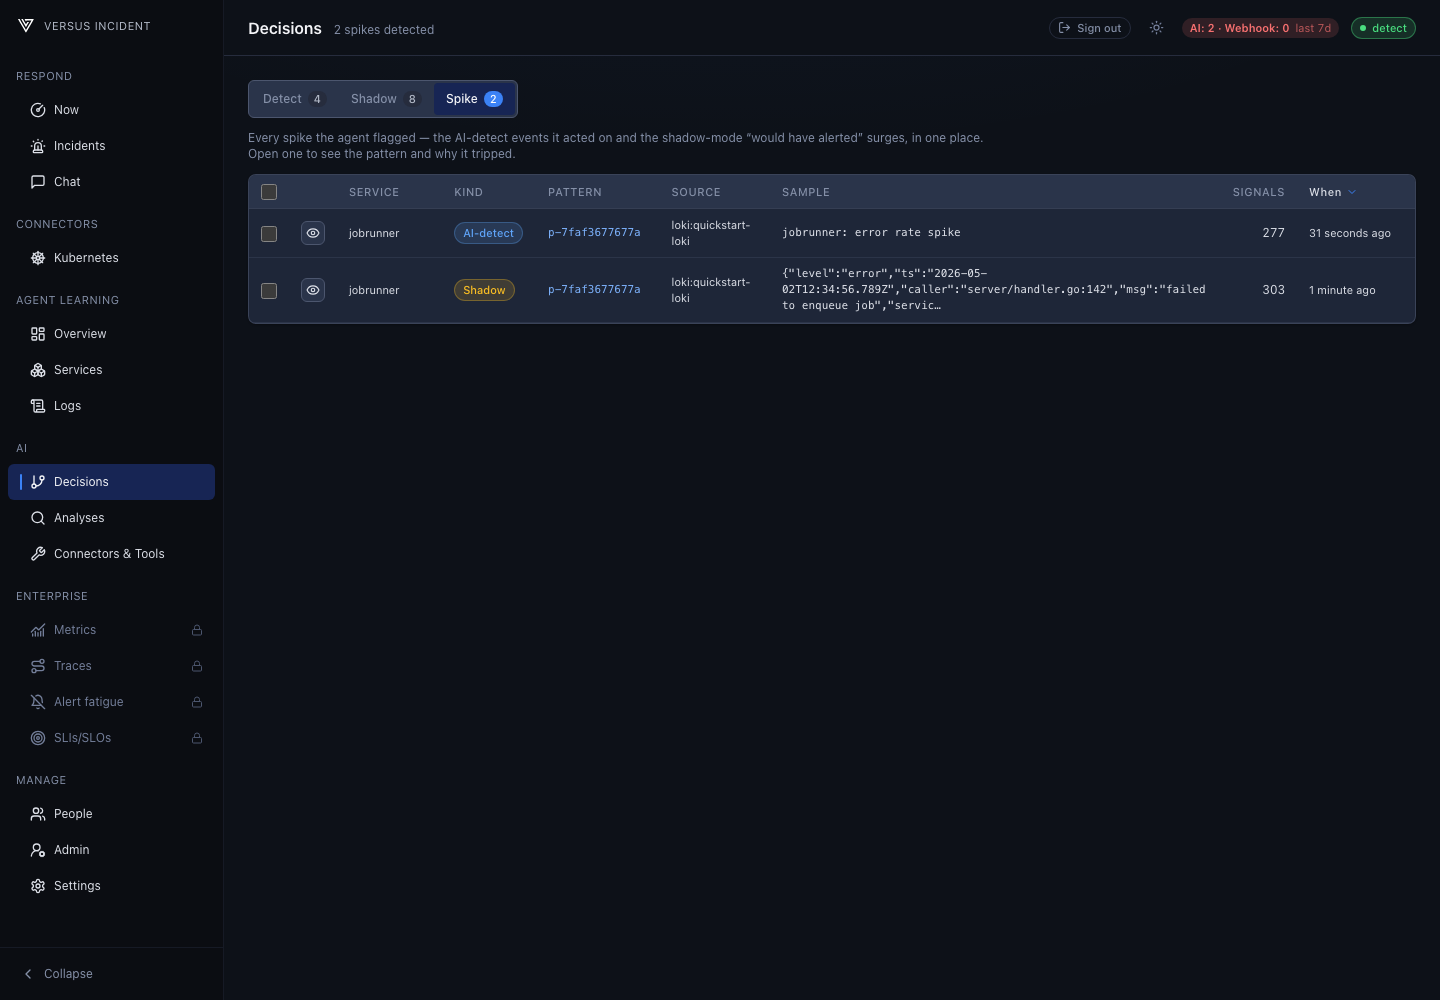 VERSUS INCIDENT
RESPOND
Now
Incidents
Chat
CONNECTORS
Kubernetes
AGENT LEARNING
Overview
Services
Logs
AI
Decisions
Analyses
Connectors & Tools
ENTERPRISE
Metrics
Traces
Alert fatigue
SLIs/SLOs
MANAGE
People
Admin
Settings
Collapse
Decisions 2 spikes detected
Sign out
AI: 2 · Webhook: 0 last 7d
detect
Detect 4 Shadow 8 Spike 2
Every spike the agent flagged — the AI-detect events it acted on and the shadow-mode “would have alerted” surges, in one place.
Open one to see the pattern and why it tripped.
SERVICE KIND PATTERN SOURCE SAMPLE SIGNALS When
jobrunner AI-detect p-7faf3677677a loki:quickstart-
loki
jobrunner: error rate spike 277 31 seconds ago
jobrunner Shadow p-7faf3677677a loki:quickstart-
loki
{"level":"error","ts":"2026-05-
02T12:34:56.789Z","caller":"server/handler.go:142","msg":"failed
to enqueue job","servic…
303 1 minute ago